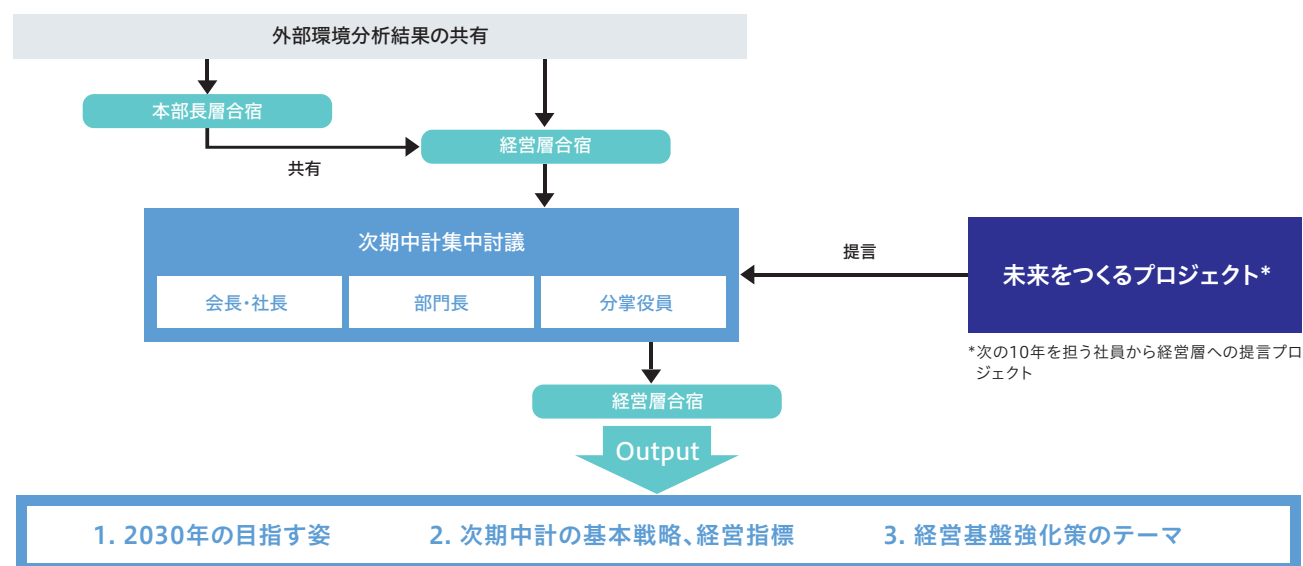 外部環境分析結果の共有
本部長層合宿
経営層合宿
共有
次期中計集中討議
会長・社長
部門長
分掌役員
提言
未来をつくるプロジェクト*
*次の10年を担う社員から経営層への提言プロ
ジェクト
経営層合宿
Output
1. 2030年の目指す姿
2. 次期中計の基本戦略、経営指標
3. 経営基盤強化策のテーマ